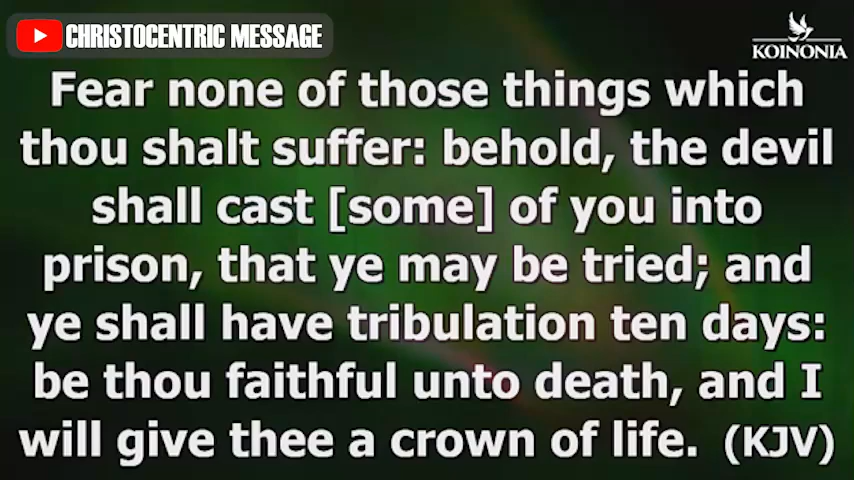 CHRISTOCENTRIC MESSAGE
KOINONIA
Fear none of those things which
thou shalt suffer: behold, the devil
shall cast [some] of you into
prison, that ye may be tried; and
ye shall have tribulation ten days:
be thou faithful unto death, and I
will give thee a crown of life. (KJV)